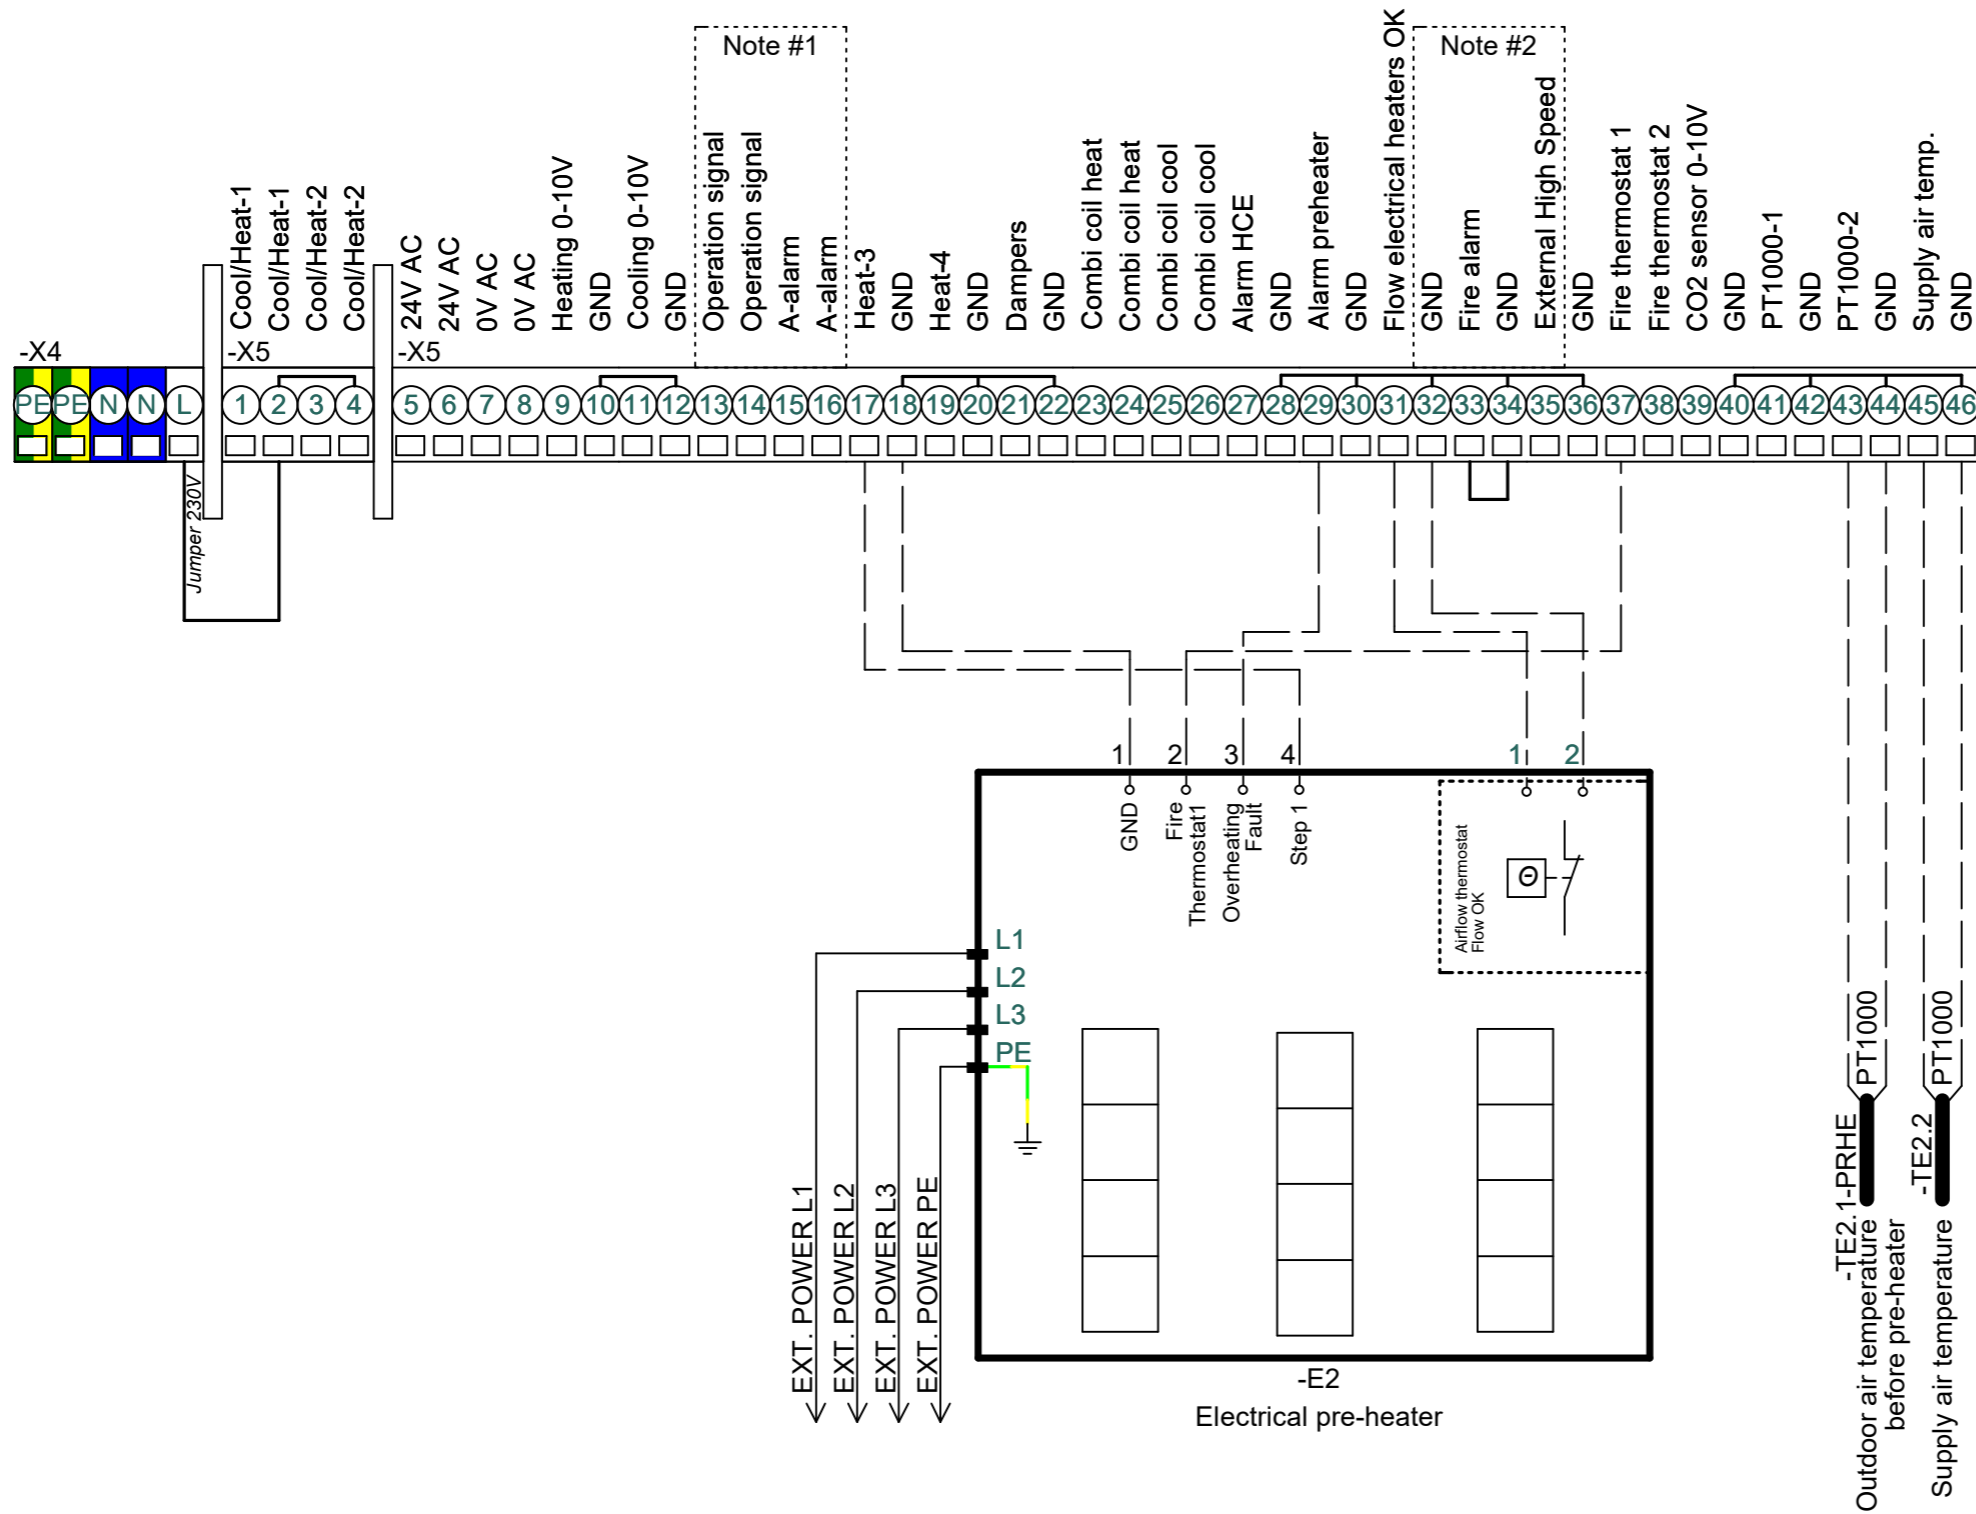 Note #1
Note #2
Cool/Heat-1
Cool/Heat-1
Cool/Heat-2
Cool/Heat-2
24V AC
24V AC
0V AC
0V AC
Heating 0-10V
GND
Cooling 0-10V
GND
Operation signal
Operation signal
A-alarm
A-alarm
Heat-3
GND
Heat-4
GND
Dampers
GND
Combi coil heat
Combi coil heat
Combi coil cool
Combi coil cool
Alarm HCE
GND
Alarm preheater
GND
Flow electrical heaters OK
GND
Fire alarm
GND
External High Speed
GND
Fire thermostat 1
Fire thermostat 2
CO2 sensor 0-10V
GND
PT1000-1
GND
PT1000-2
GND
Supply air temp.
GND
-X4 -X5 -X5
PE PE N N L 1 2 3 4 5 6 7 8 9 10 11 12 13 14 15 16 17 18 19 20 21 22 23 24 25 26 27 28 29 30 31 32 33 34 35 36 37 38 39 40 41 42 43 44 45 46
Jumper 230V
1 2 3 4 1 2
GND
Fire
Thermostat1
Overheating
Fault
Step 1
Airflow thermostat
Flow OK
Θ
L1
L2
L3
PE
EXT. POWER L1
EXT. POWER L2
EXT. POWER L3
EXT. POWER PE
-E2
Electrical pre-heater
PT1000
-TE2.1-PRHE
Outdoor air temperature
before pre-heater
PT1000
-TE2.2
Supply air temperature